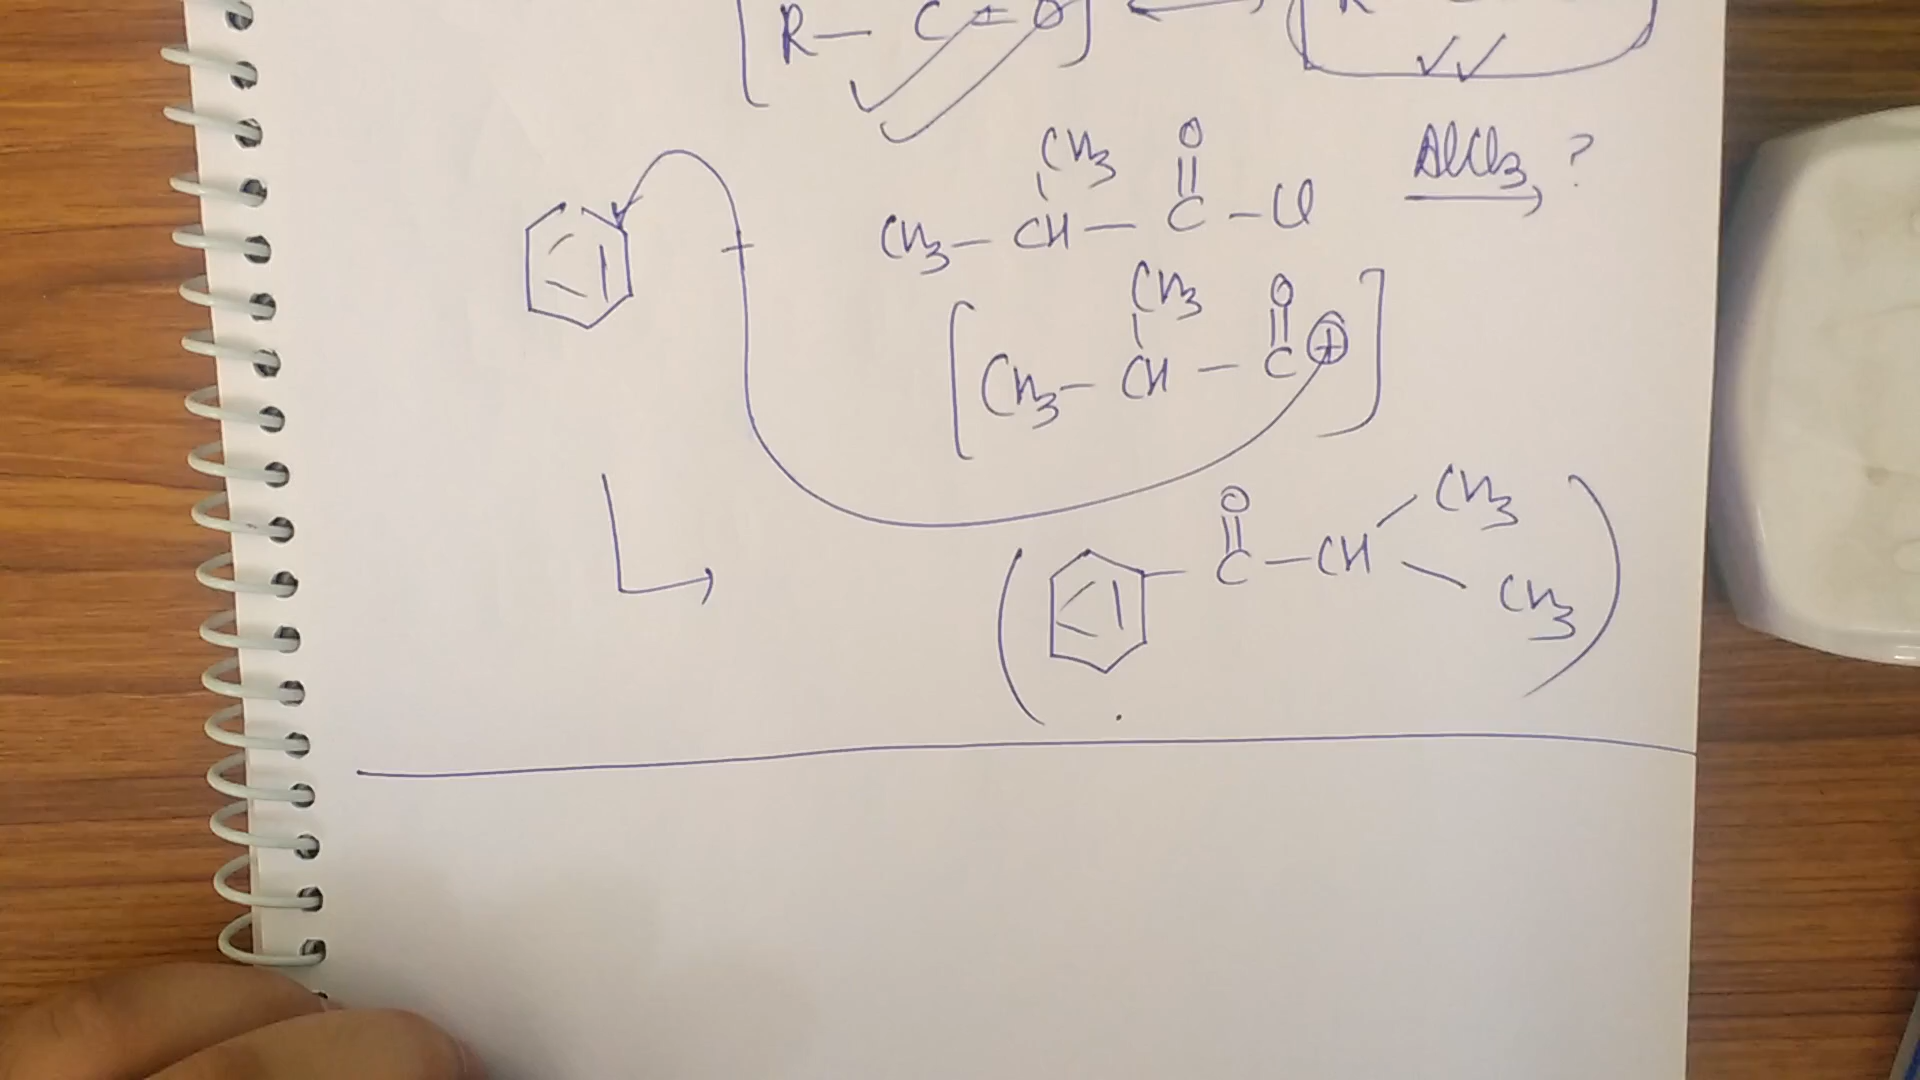 R — C = O
CH3 O
CH3 — CH — C — Cl AlCl3 ?
CH3 O
CH3 — CH — C ⊕
O CH3
C — CH
CH3